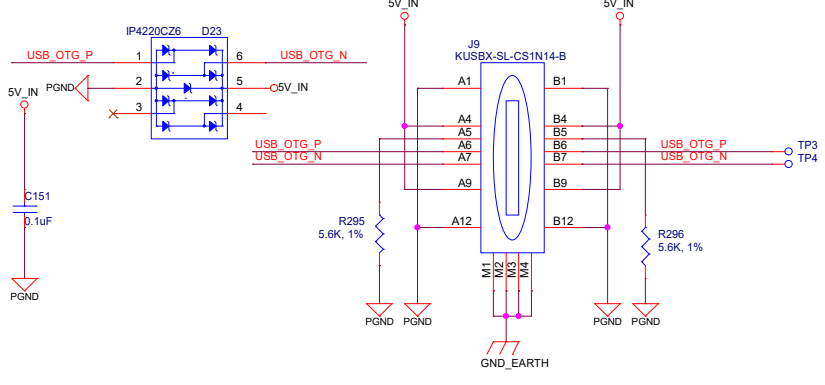 5V_IN
5V_IN
IP4220CZ6 D23
J9
KUSBX-SL-CS1N14-B
USB_OTG_P
1
6
USB_OTG_N
PGND
2
5
5V_IN
3
4
5V_IN
C151
0.1uF
PGND
A1
B1
A4
B4
A5
B5
USB_OTG_P
A6
B6
USB_OTG_P
TP3
USB_OTG_N
A7
B7
USB_OTG_N
TP4
A9
B9
A12
B12
R295
5.6K, 1%
R296
5.6K, 1%
M1
M2
M3
M4
PGND
PGND
PGND
PGND
GND_EARTH